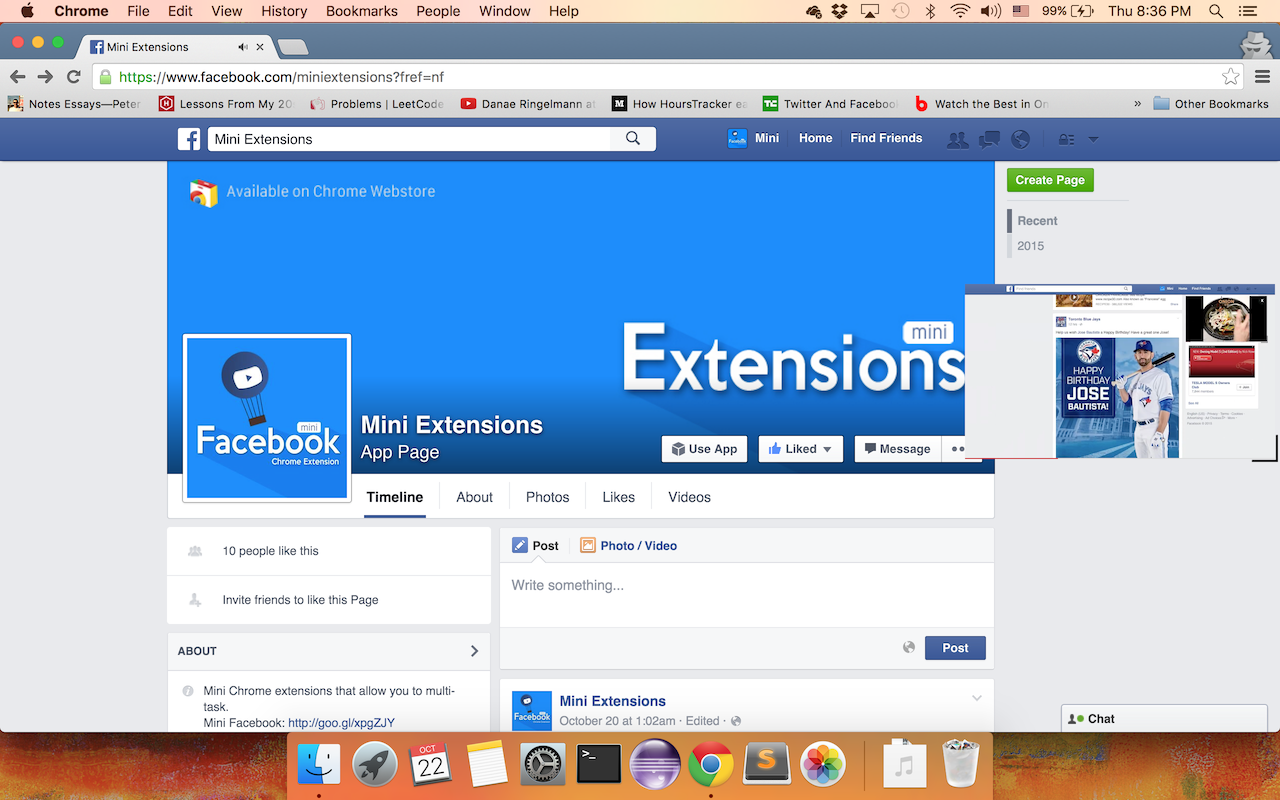 Chrome File Edit View History Bookmarks People Window Help 99% Thu 8:36 PM
Mini Extensions
https://www.facebook.com/miniextensions?fref=nf
Notes Essays—Peter Lessons From My 20 Problems | LeetCode Danae Ringelmann at M How HoursTracker ea TC Twitter And Facebook Watch the Best in On » Other Bookmarks
Mini Extensions Mini Home Find Friends
Available on Chrome Webstore
Create Page
Recent
2015
mini
Extensions
mini
Facebook
Chrome Extension
Mini Extensions
App Page
Use App Liked Message
Toronto Blue Jays
HAPPY
BIRTHDAY
JOSE
BAUTISTA!
Timeline About Photos Likes Videos
10 people like this
Invite friends to like this Page
ABOUT
Mini Chrome extensions that allow you to multi-
task.
Mini Facebook: http://goo.gl/xpgZJY
Post Photo / Video
Write something...
Post
Mini Extensions
October 20 at 1:02am · Edited ·
Facebook
Chat
OCT
22